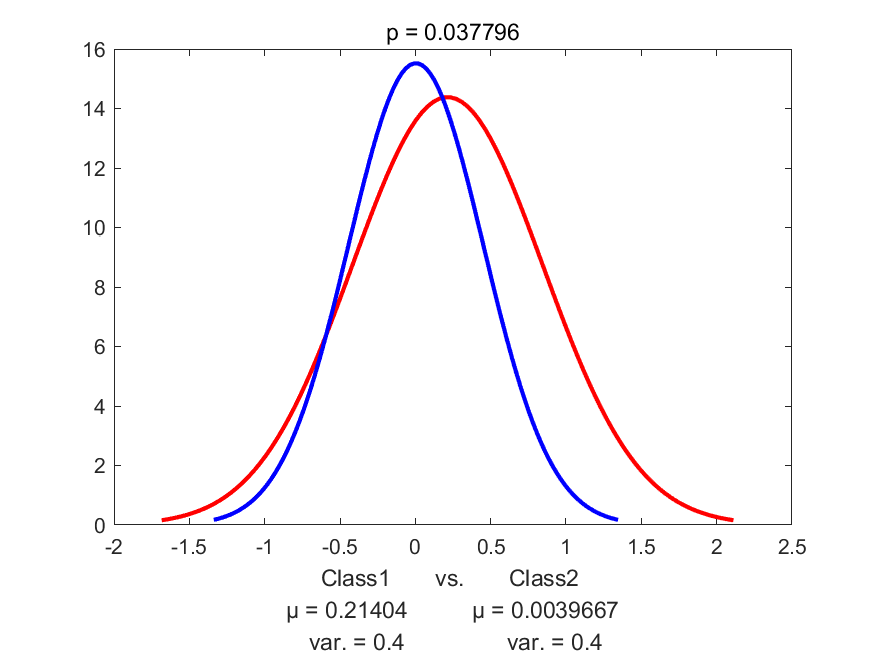 p = 0.037796
16
14
12
10
8
6
4
2
0
-2 -1.5 -1 -0.5 0 0.5 1 1.5 2 2.5
Class1 vs. Class2
μ = 0.21404 μ = 0.0039667
var. = 0.4 var. = 0.4